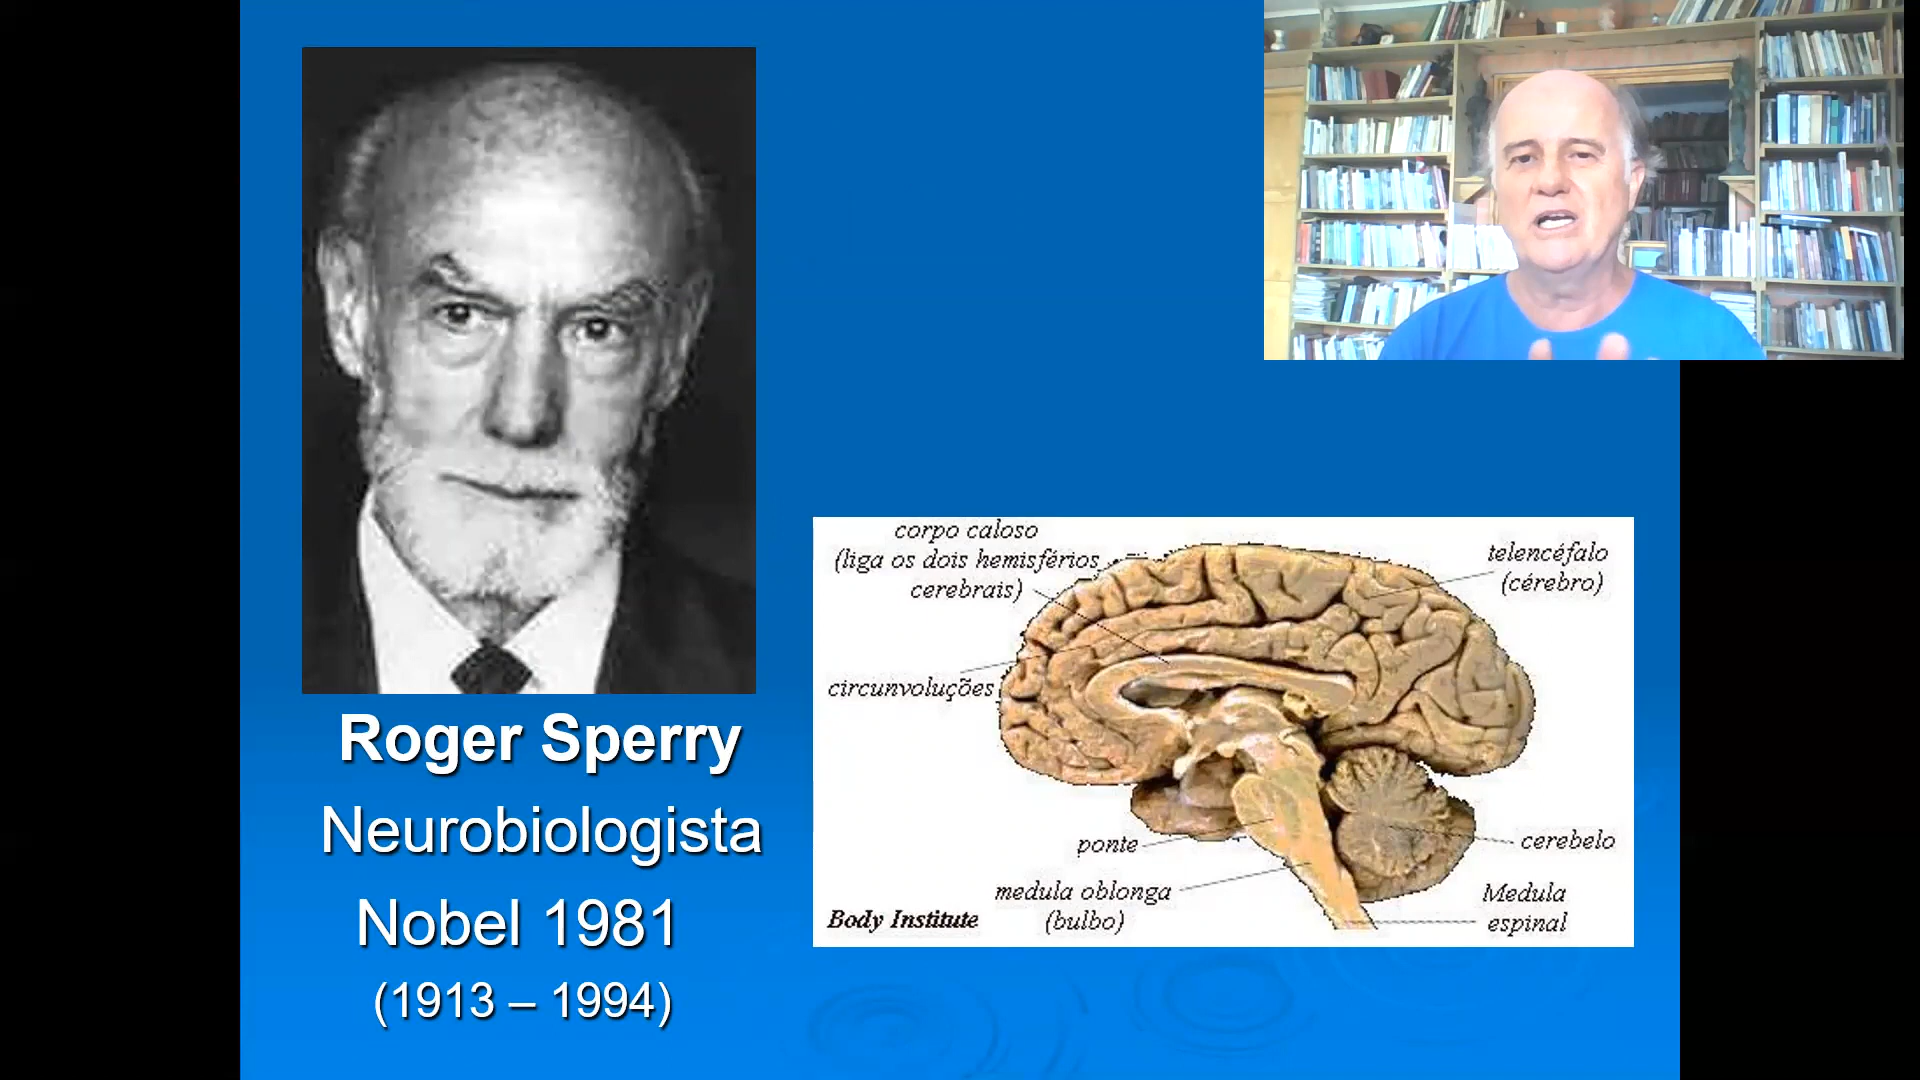 Roger Sperry
Neurobiologista
Nobel 1981
(1913 – 1994)
corpo caloso
(liga os dois hemisférios
cerebrais)
telencéfalo
(cérebro)
circunvoluções
ponte
cerebelo
medula oblonga
(bulbo)
Medula
espinal
Body Institute